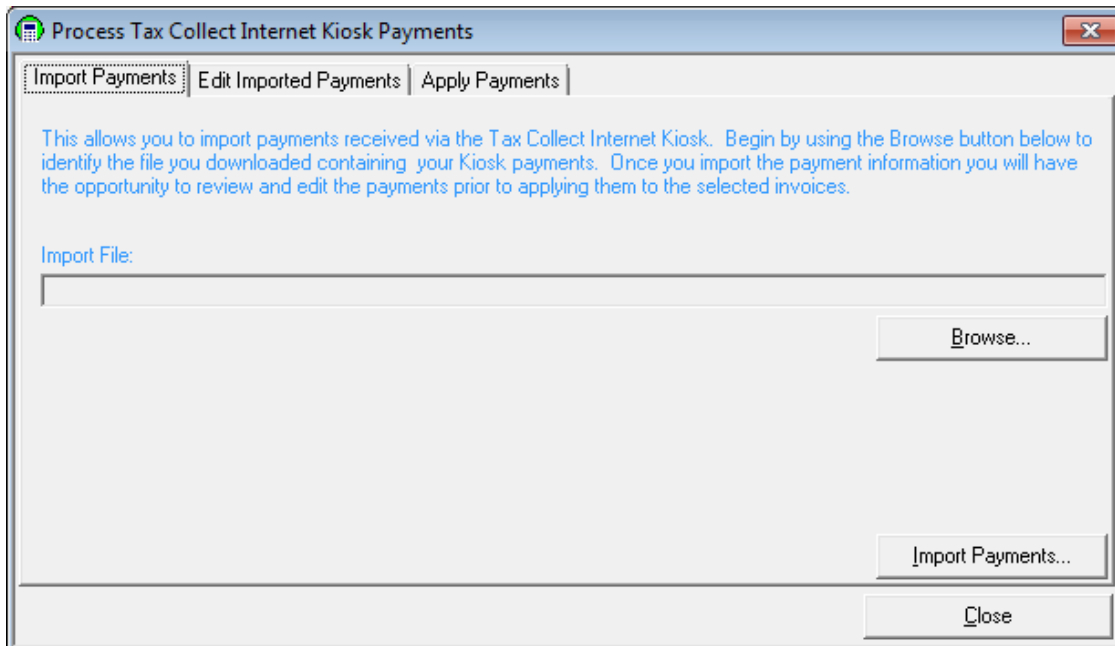 Process Tax Collect Internet Kiosk Payments
Import Payments Edit Imported Payments Apply Payments
This allows you to import payments received via the Tax Collect Internet Kiosk.  Begin by using the Browse button below to
identify the file you downloaded containing  your Kiosk payments.  Once you import the payment information you will have
the opportunity to review and edit the payments prior to applying them to the selected invoices.
Import File:
Browse...
Import Payments...
Close